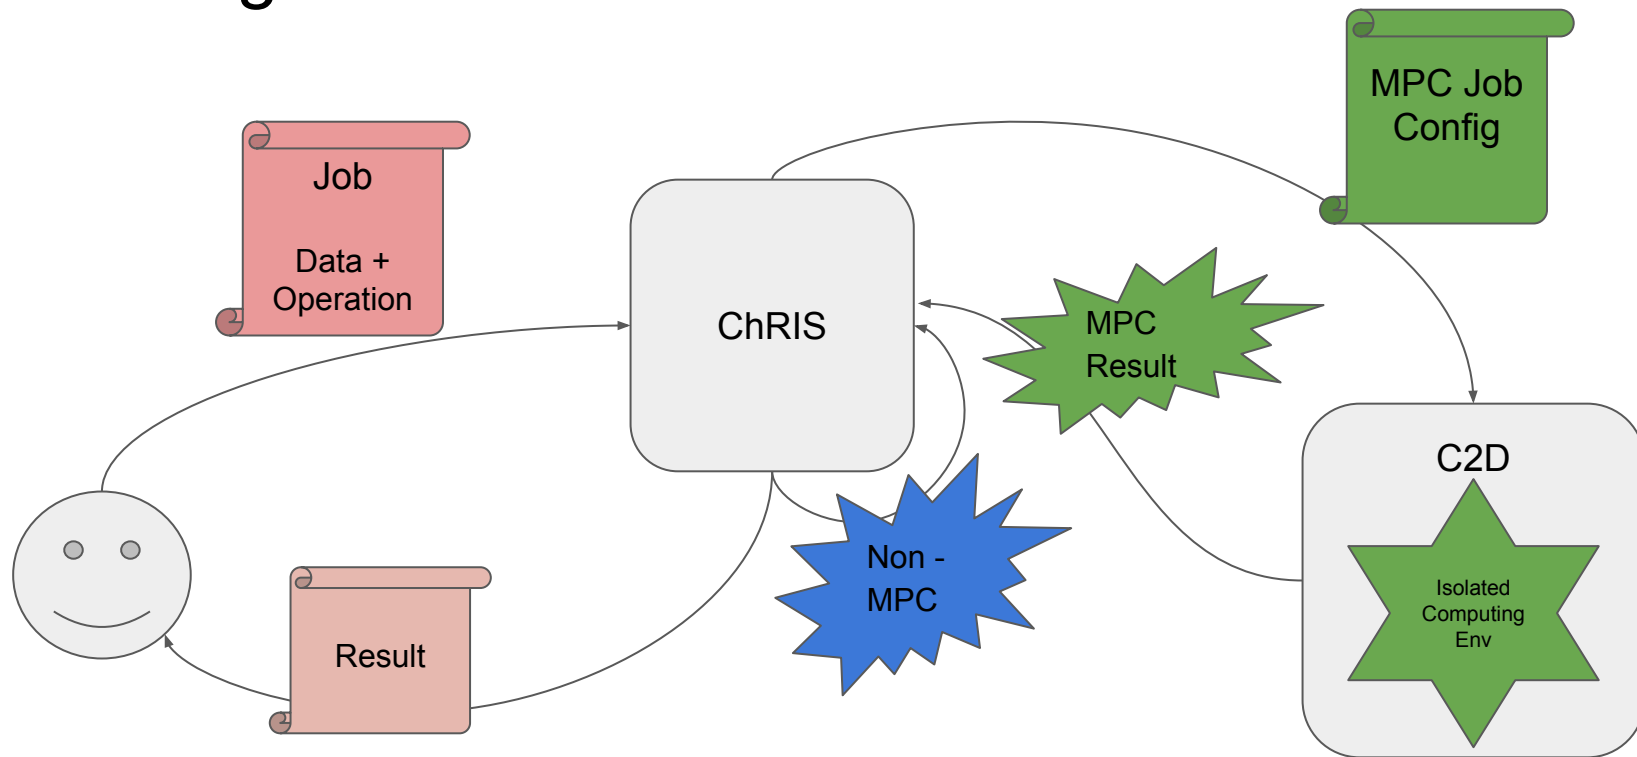 MPC Job
Config
Job
Data +
Operation
ChRIS
MPC
Result
C2D
Non -
MPC
Isolated
Computing
Env
Result